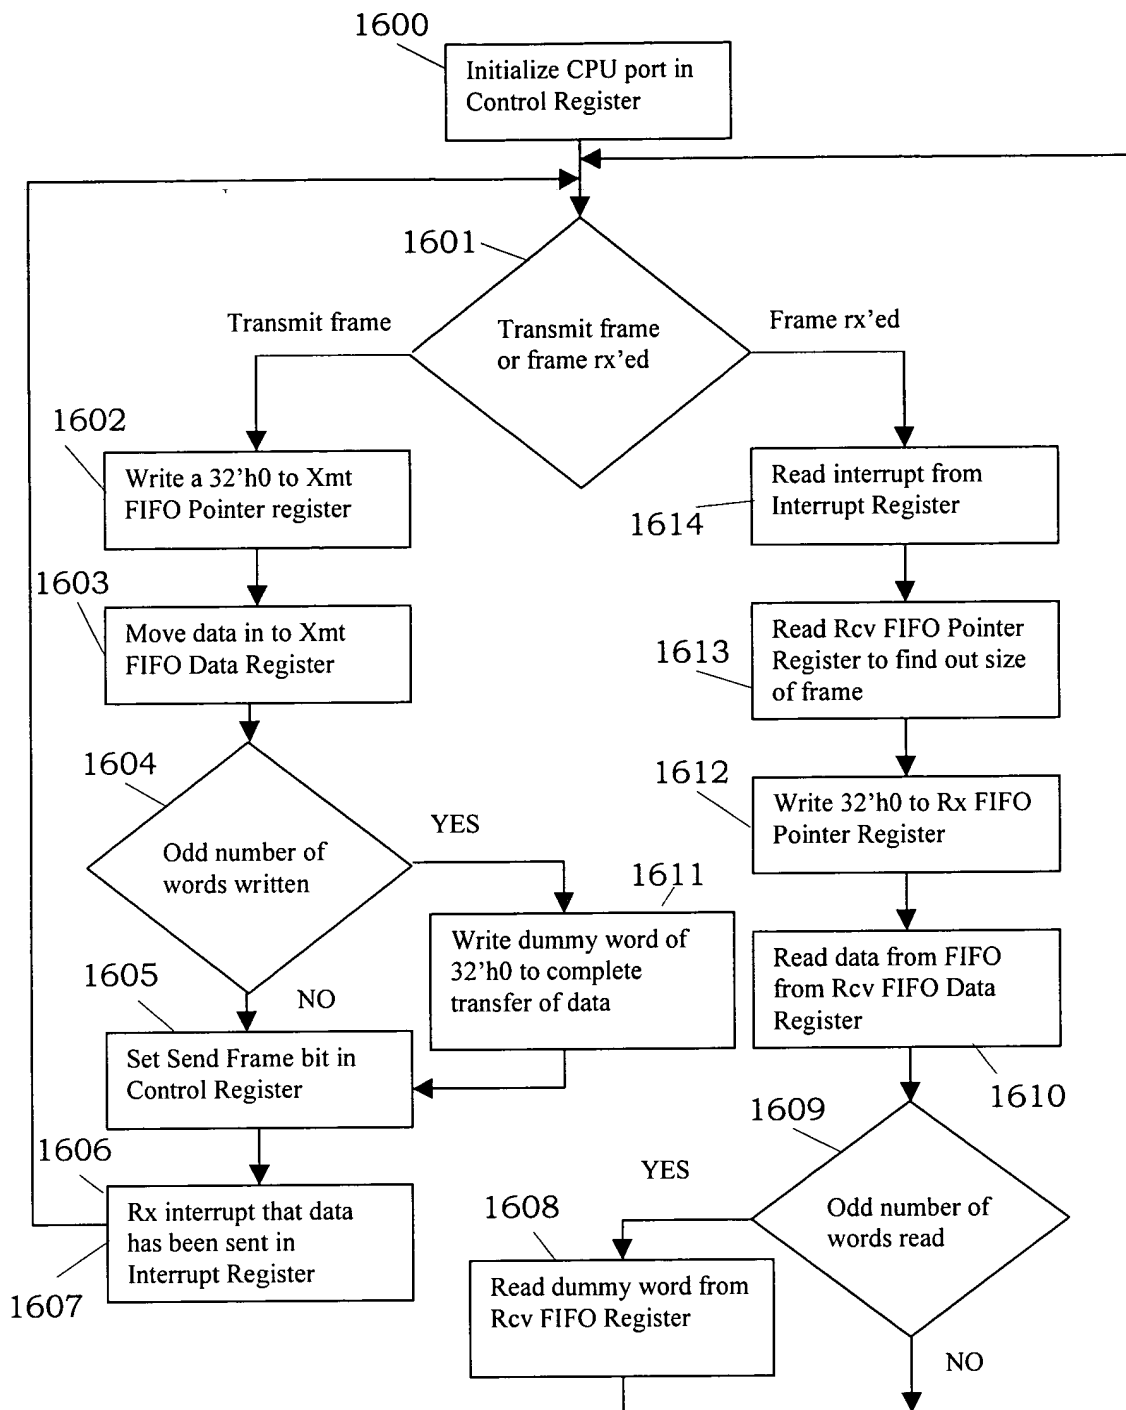 1600
Initialize CPU port in
Control Register
1601
Transmit frame
Transmit frame
or frame rx'ed
Frame rx'ed
1602
Write a 32'h0 to Xmt
FIFO Pointer register
1603
Move data in to Xmt
FIFO Data Register
1604
Odd number of
words written
YES
1611
Write dummy word of
32'h0 to complete
transfer of data
NO
1605
Set Send Frame bit in
Control Register
1606
Rx interrupt that data
has been sent in
Interrupt Register
1607
Read interrupt from
Interrupt Register
1614
Read Rcv FIFO Pointer
Register to find out size
of frame
1613
1612
Write 32'h0 to Rx FIFO
Pointer Register
Read data from FIFO
from Rcv FIFO Data
Register
1610
1609
Odd number of
words read
YES
1608
Read dummy word from
Rcv FIFO Register
NO